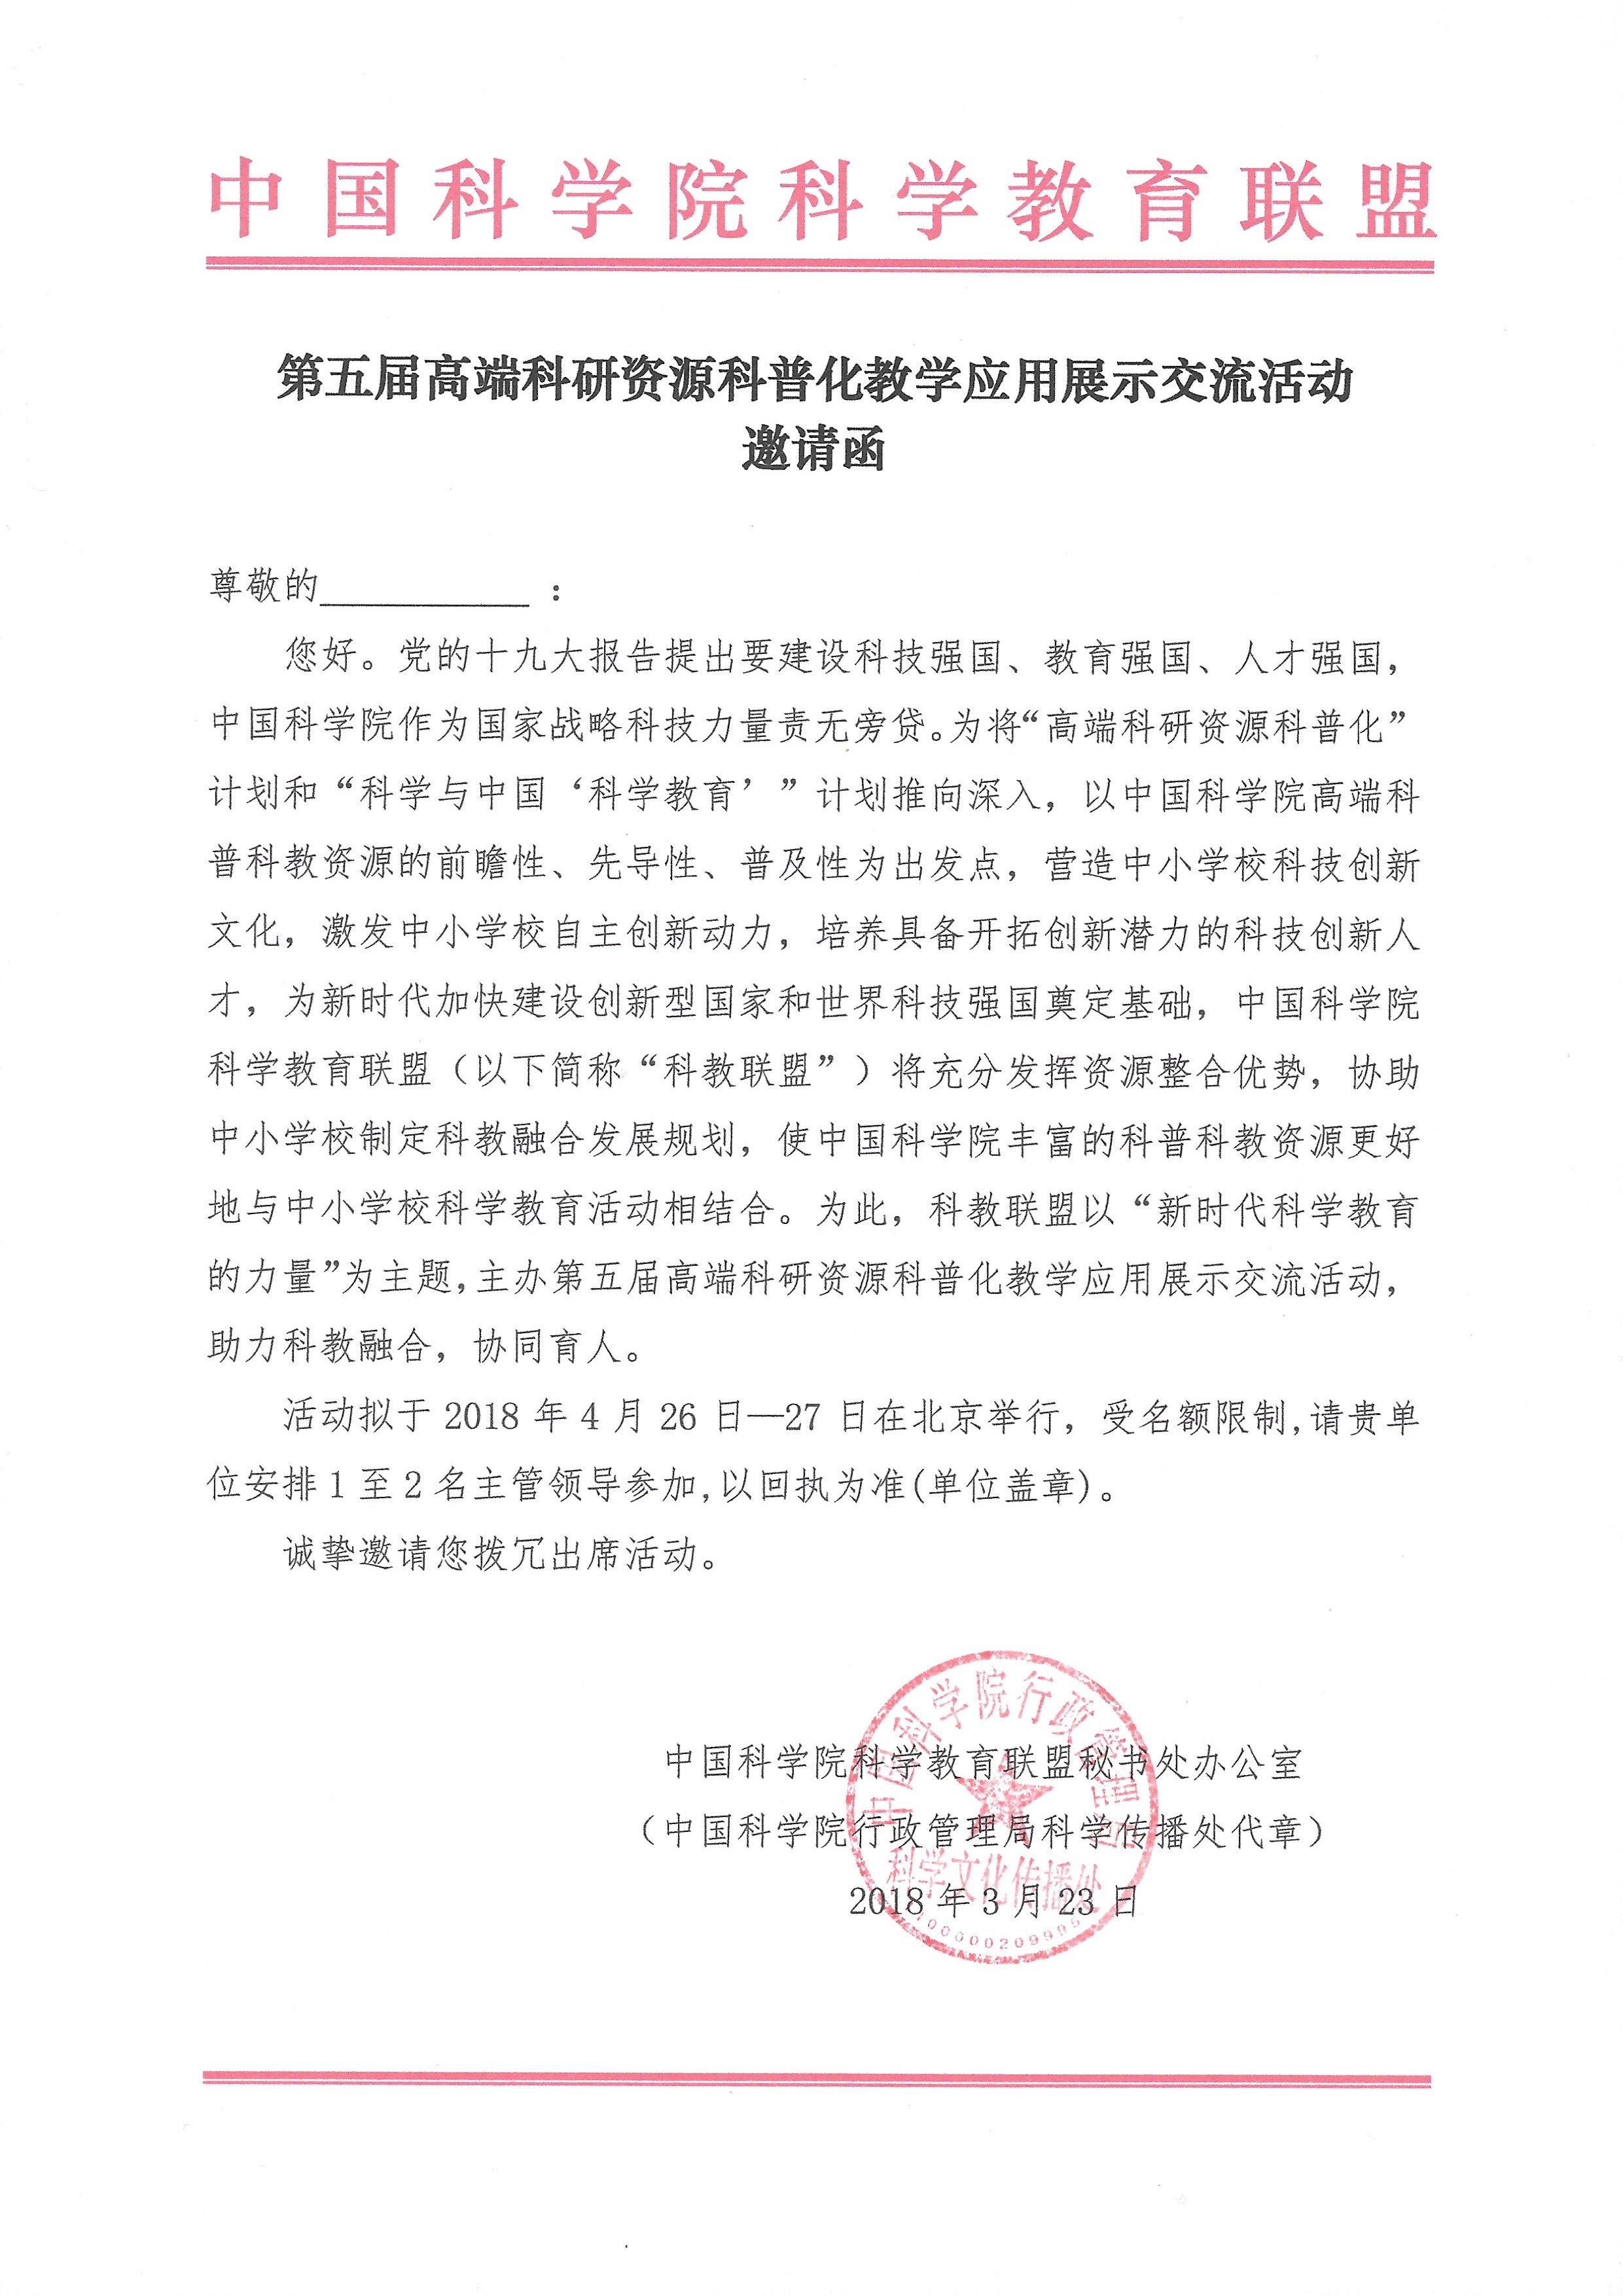 中国科学院科学教育联盟
第五届高端科研资源科普化教学应用展示交流活动
邀请函
尊敬的___________ ：
您好。党的十九大报告提出要建设科技强国、教育强国、人才强国，
中国科学院作为国家战略科技力量责无旁贷。为将“高端科研资源科普化”
计划和“科学与中国‘科学教育’”计划推向深入，以中国科学院高端科
普科教资源的前瞻性、先导性、普及性为出发点，营造中小学校科技创新
文化，激发中小学校自主创新动力，培养具备开拓创新潜力的科技创新人
才，为新时代加快建设创新型国家和世界科技强国奠定基础，中国科学院
科学教育联盟（以下简称“科教联盟”）将充分发挥资源整合优势，协助
中小学校制定科教融合发展规划，使中国科学院丰富的科普科教资源更好
地与中小学校科学教育活动相结合。为此，科教联盟以“新时代科学教育
的力量”为主题，主办第五届高端科研资源科普化教学应用展示交流活动，
助力科教融合，协同育人。
活动拟于 2018 年 4 月 26 日—27 日在北京举行，受名额限制,请贵单
位安排 1 至 2 名主管领导参加,以回执为准(单位盖章)。
诚挚邀请您拨冗出席活动。
中国科学院科学教育联盟秘书处办公室
（中国科学院行政管理局科学传播处代章）
2018 年 3 月 23 日
中国科学院行政管理局
科学文化传播处